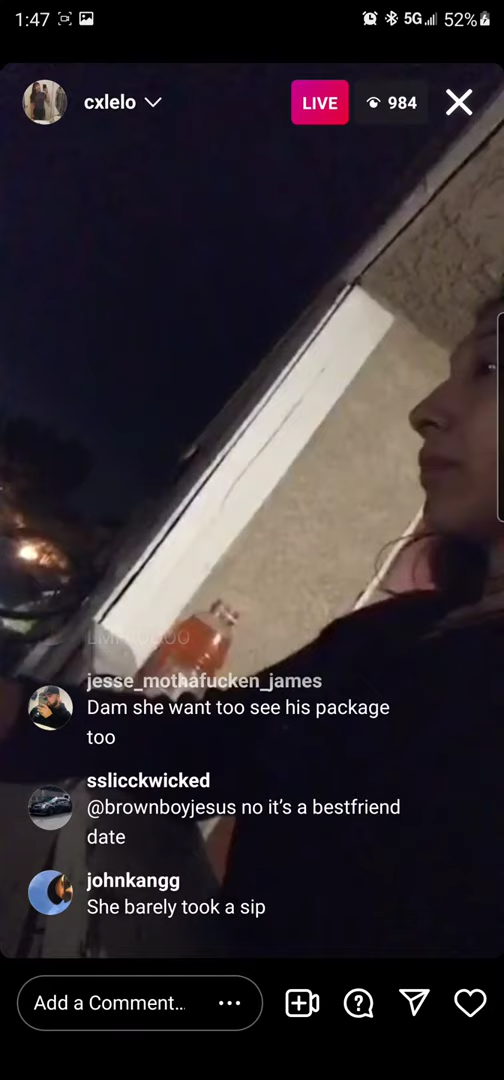 1:47 5G 52%
cxlelo LIVE 984
jesse_mothafucken_james
Dam she want too see his package
too
sslicckwicked
@brownboyjesus no it’s a bestfriend
date
johnkangg
She barely took a sip
Add a Comment...